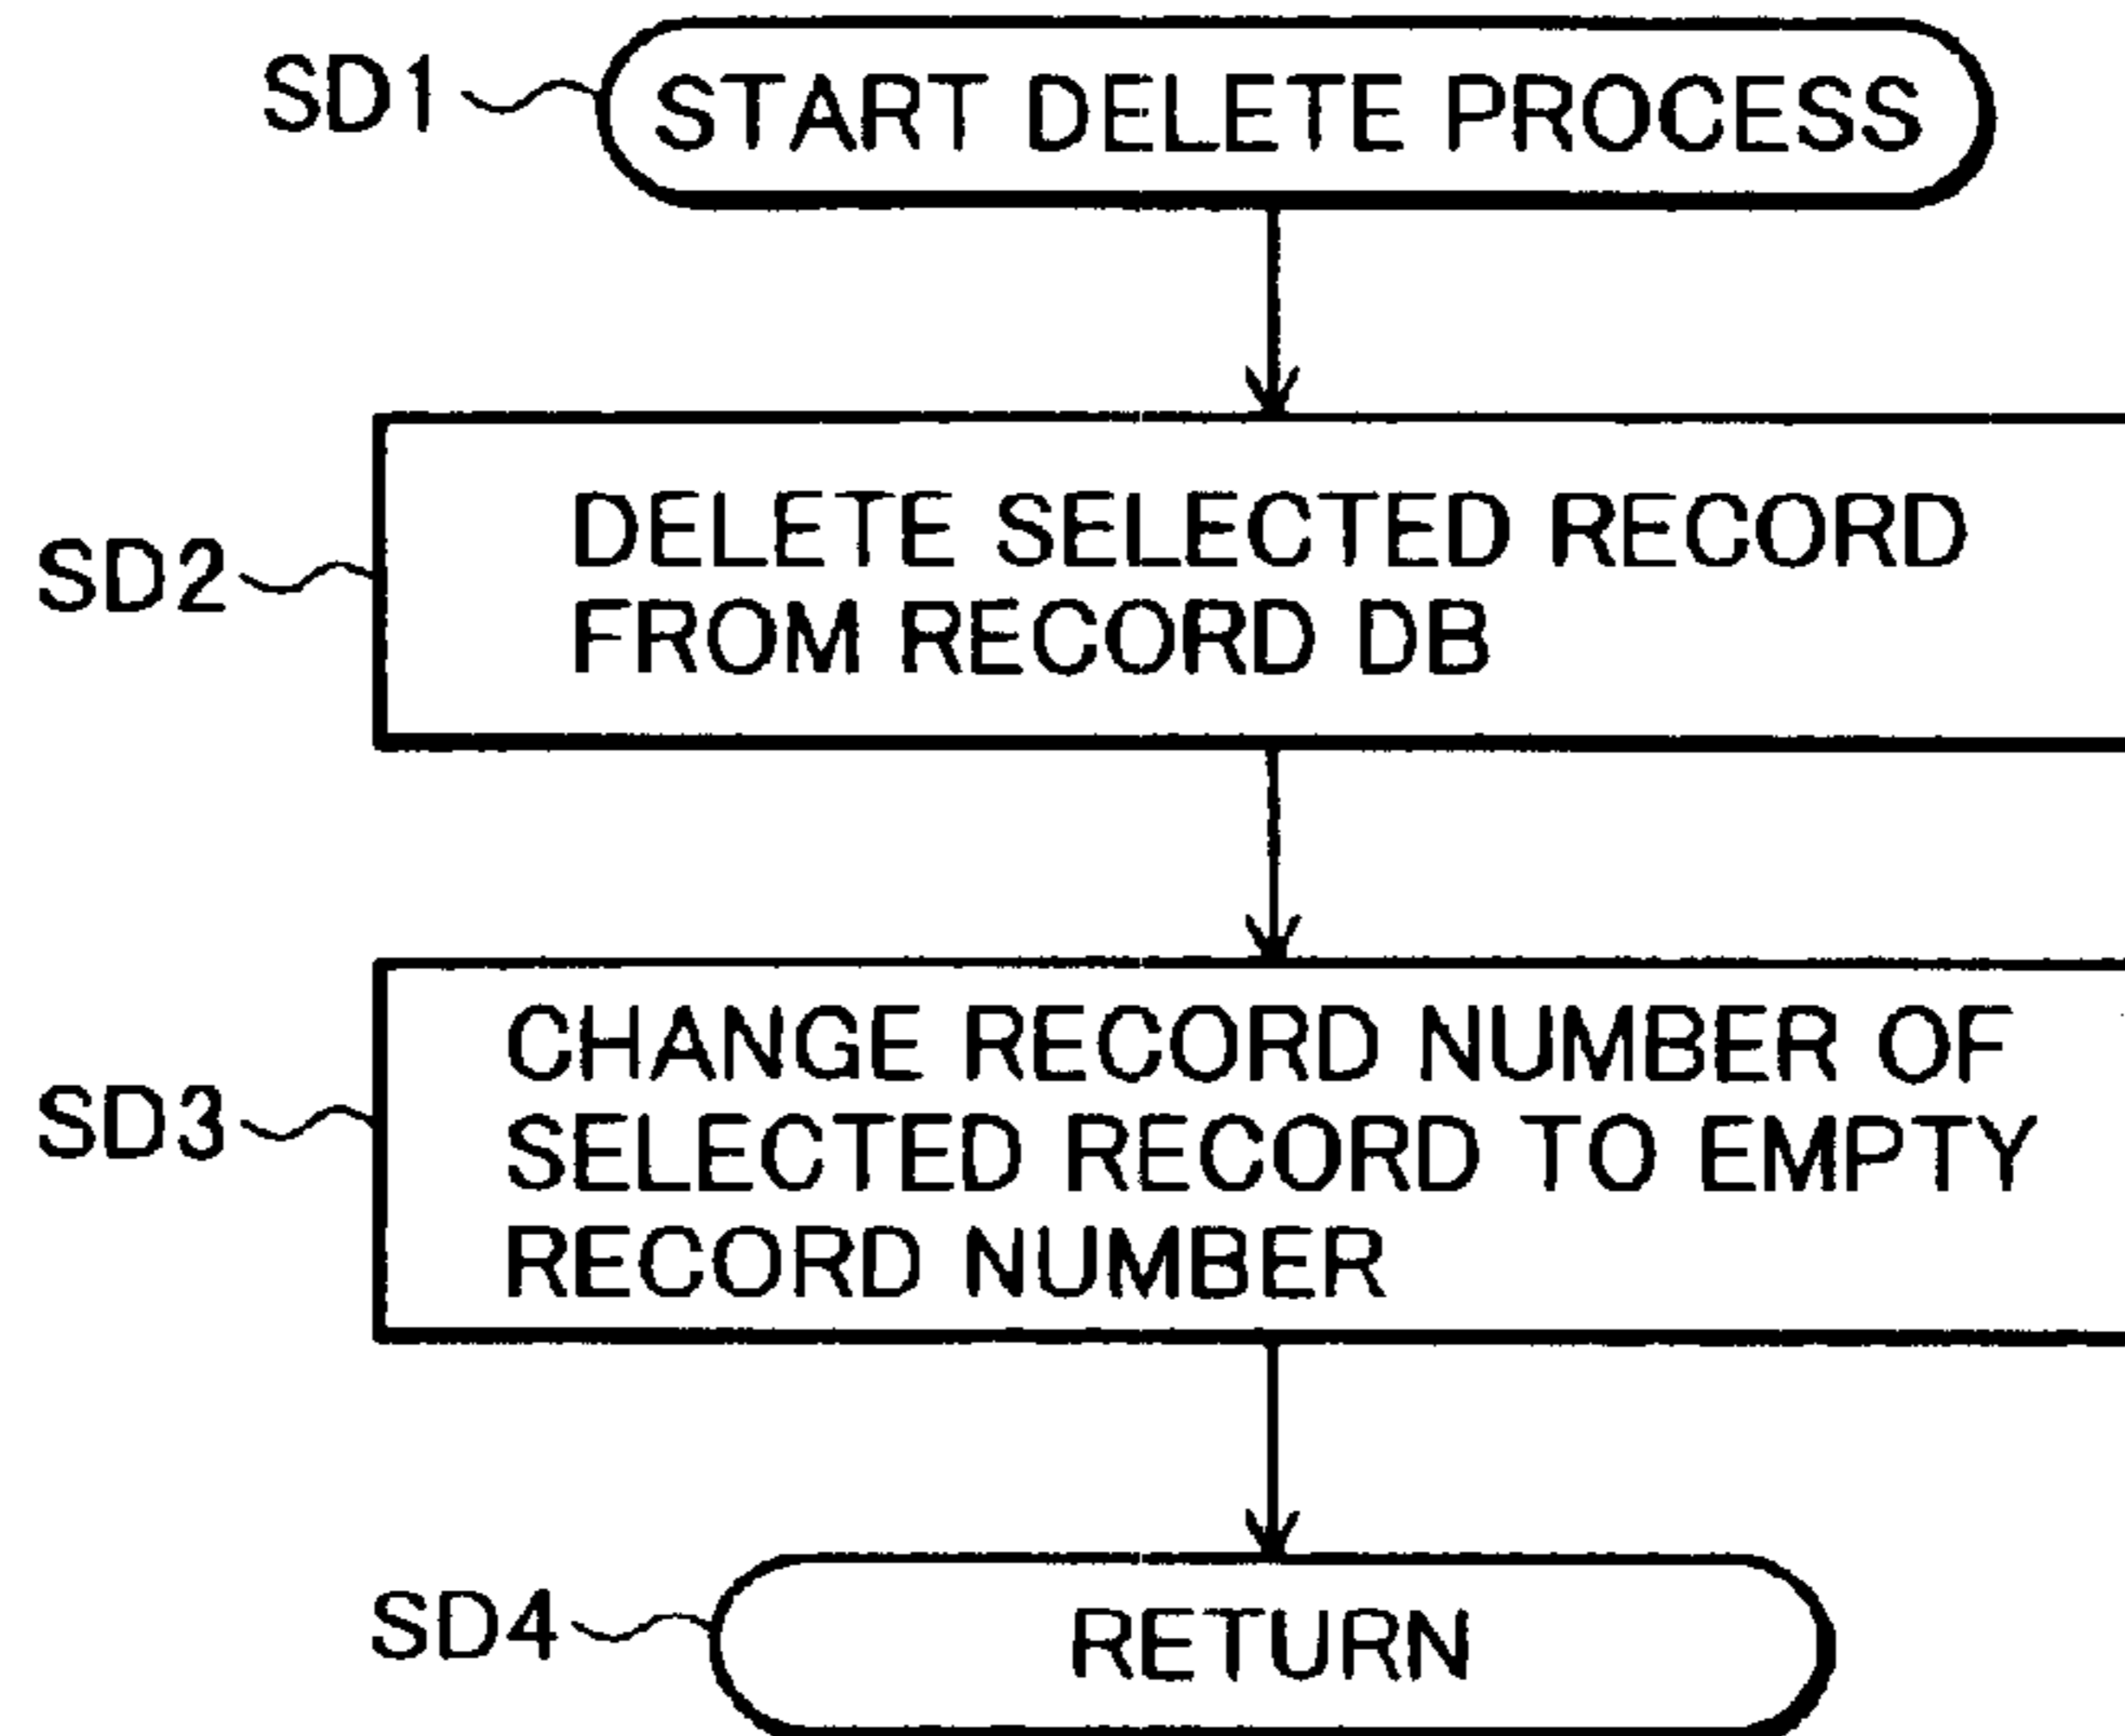 SD1 START DELETE PROCESS
DELETE SELECTED RECORD
SD2
FROM RECORD DB
CHANGE RECORD NUMBER OF
SD3 SELECTED RECORD TO EMPTY
RECORD NUMBER
SD4 RETURN